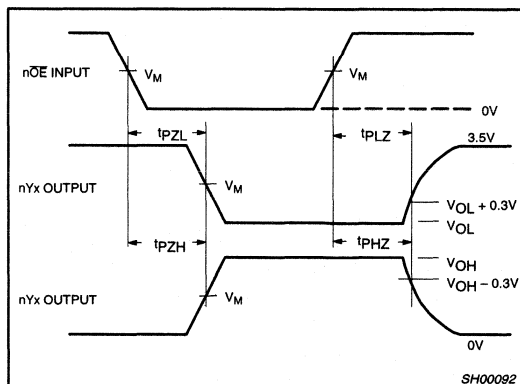 nOE INPUT
VM
VM
0V
tPZL
tPLZ
3.5V
nYx OUTPUT
VM
VOL + 0.3V
VOL
tPZH
tPHZ
VOH
VOH – 0.3V
nYx OUTPUT
VM
0V
SH00092